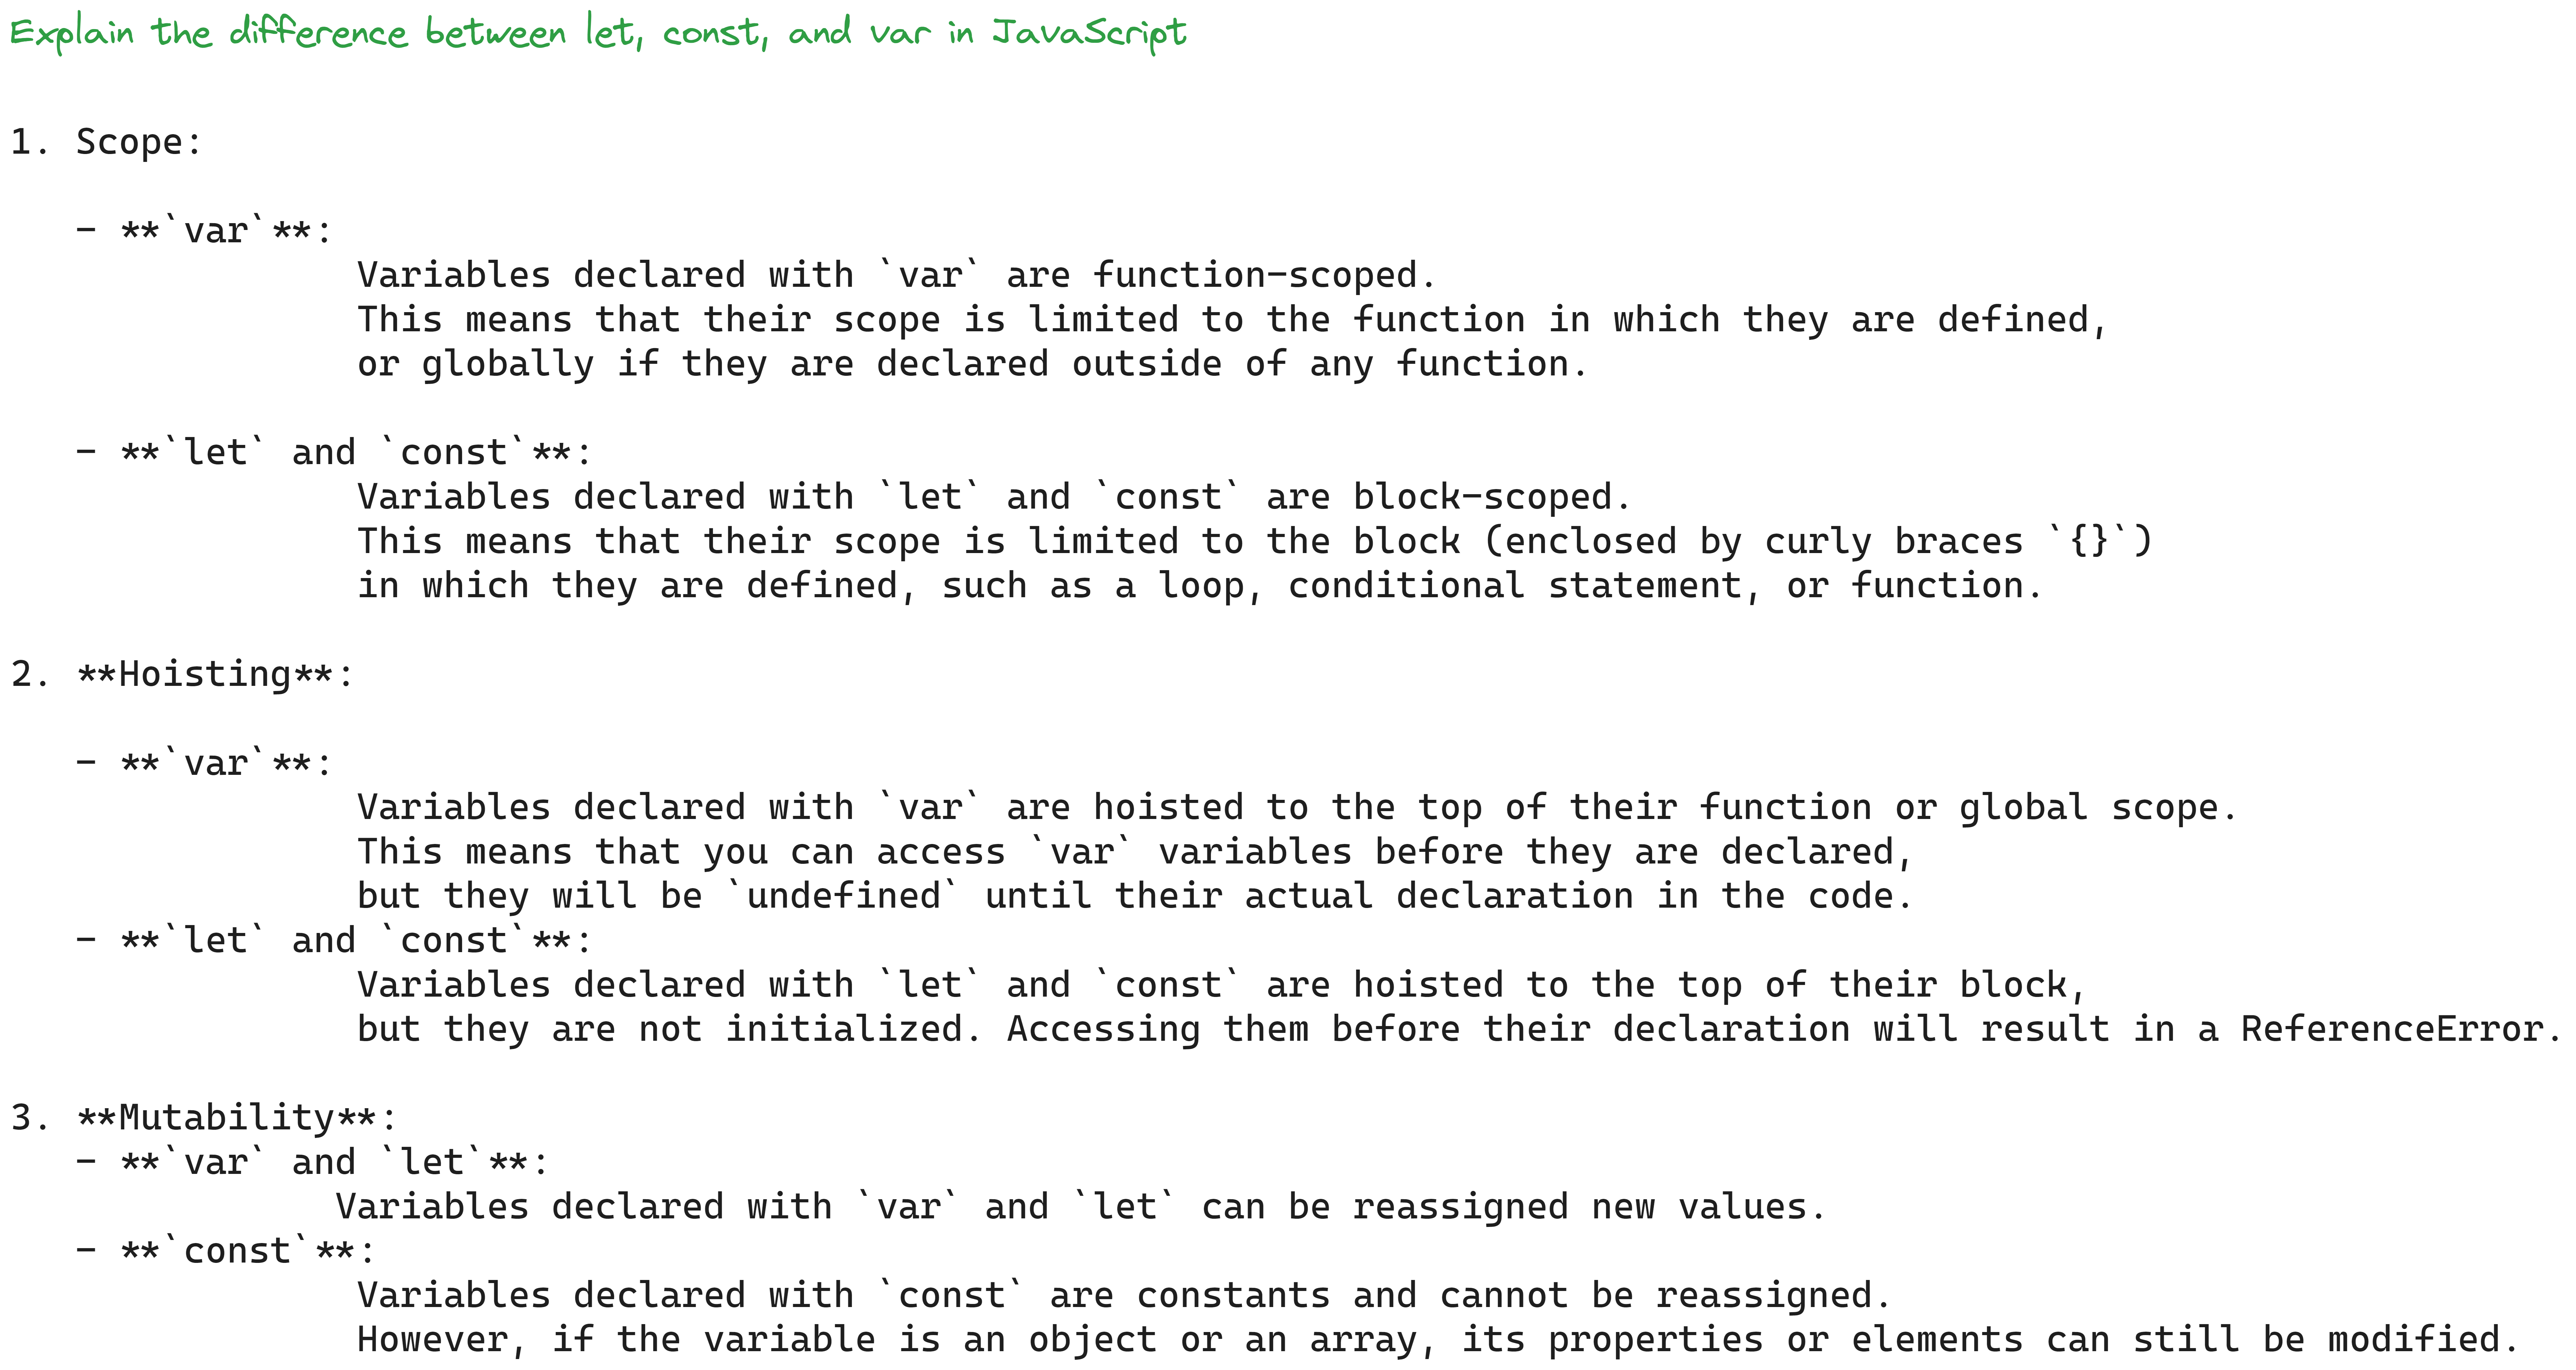 Explain the difference between let, const, and var in JavaScript
1. Scope:
- **`var`**:
Variables declared with `var` are function-scoped.
This means that their scope is limited to the function in which they are defined,
or globally if they are declared outside of any function.
- **`let` and `const`**:
Variables declared with `let` and `const` are block-scoped.
This means that their scope is limited to the block (enclosed by curly braces `{}`)
in which they are defined, such as a loop, conditional statement, or function.
2. **Hoisting**:
- **`var`**:
Variables declared with `var` are hoisted to the top of their function or global scope.
This means that you can access `var` variables before they are declared,
but they will be `undefined` until their actual declaration in the code.
- **`let` and `const`**:
Variables declared with `let` and `const` are hoisted to the top of their block,
but they are not initialized. Accessing them before their declaration will result in a ReferenceError.
3. **Mutability**:
- **`var` and `let`**:
Variables declared with `var` and `let` can be reassigned new values.
- **`const`**:
Variables declared with `const` are constants and cannot be reassigned.
However, if the variable is an object or an array, its properties or elements can still be modified.